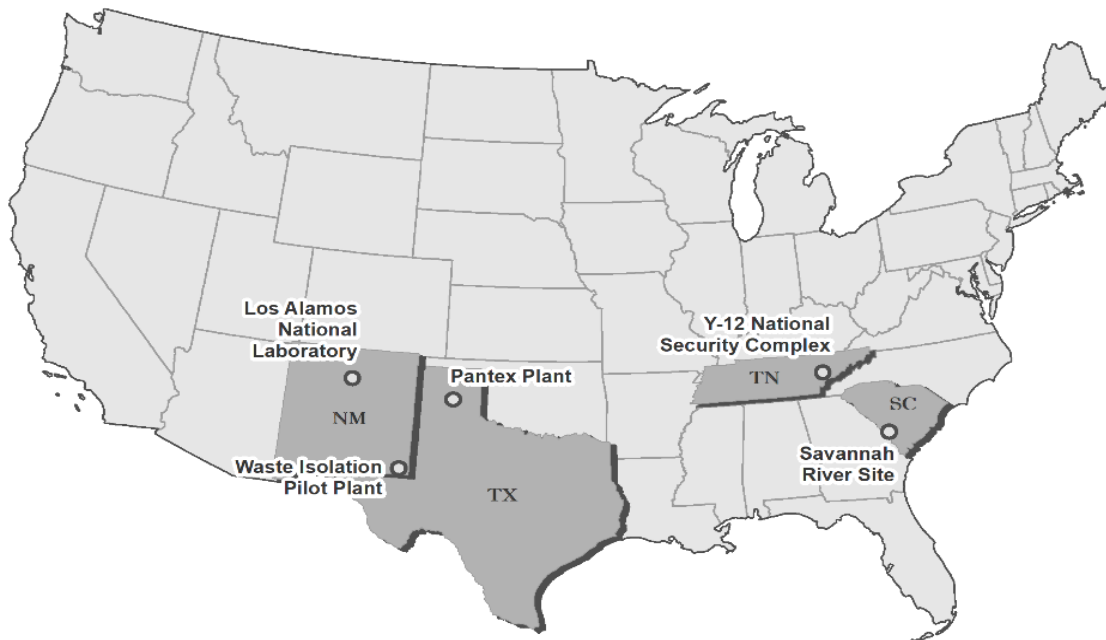 Los Alamos
National
Laboratory
Pantex Plant
NM
Waste Isolation
Pilot Plant
TX
Y-12 National
Security Complex
TN
SC
Savannah
River Site